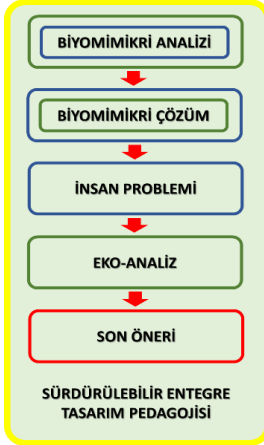 BİYOMİMİKRİ ANALİZİ
BİYOMİMİKRİ ÇÖZÜM
İNSAN PROBLEMİ
EKO-ANALİZ
SON ÖNERİ
SÜRDÜRÜLEBİLİR ENTEGRE
TASARIM PEDAGOJİSİ